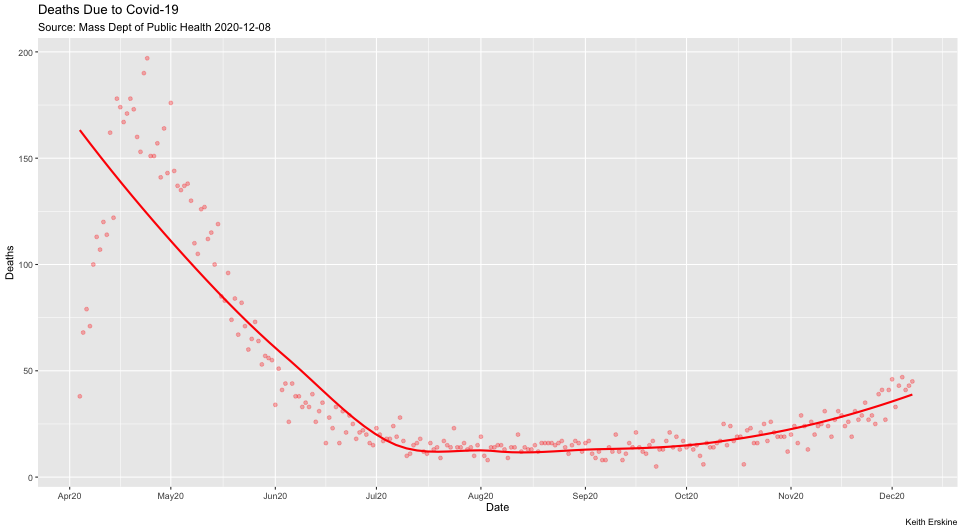 Deaths Due to Covid-19
Source: Mass Dept of Public Health 2020-12-08
200
150
100
50
0
Deaths
Apr20 May20 Jun20 Jul20 Aug20 Sep20 Oct20 Nov20 Dec20
Date
Keith Erskine